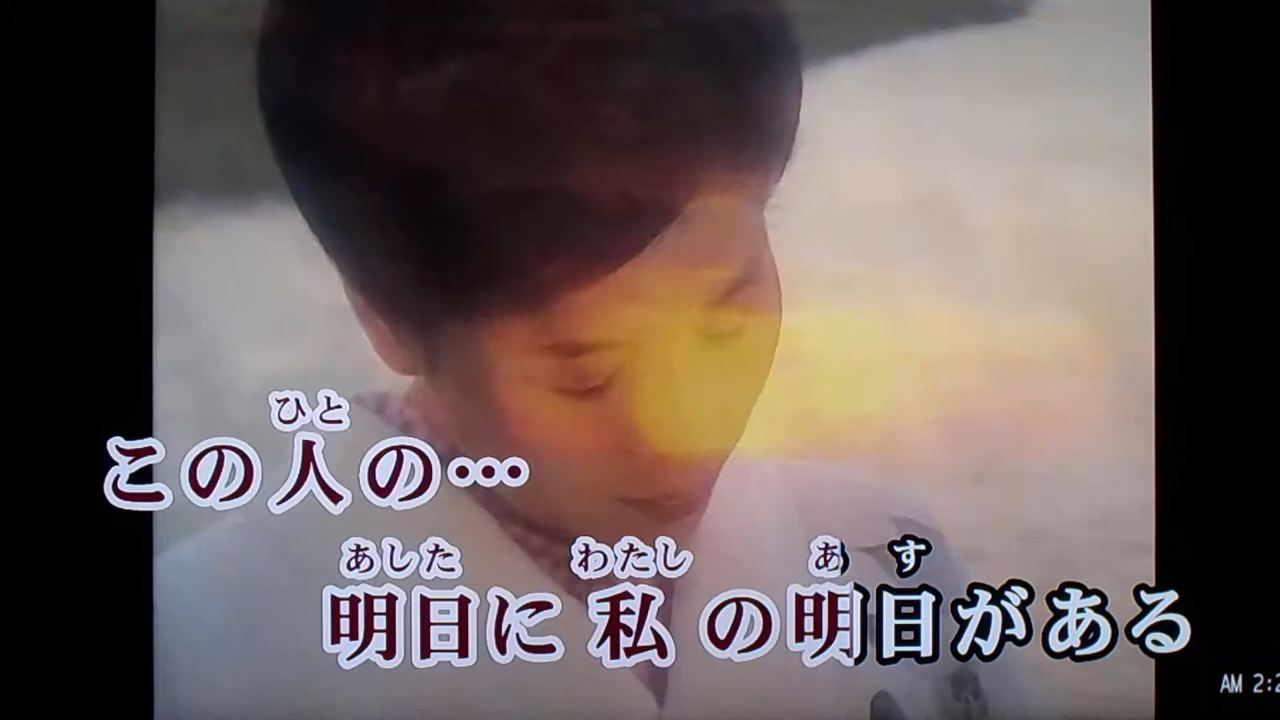 ひと
この人の…
あした わたし あす
明日に 私 の明日がある
AM 2:2